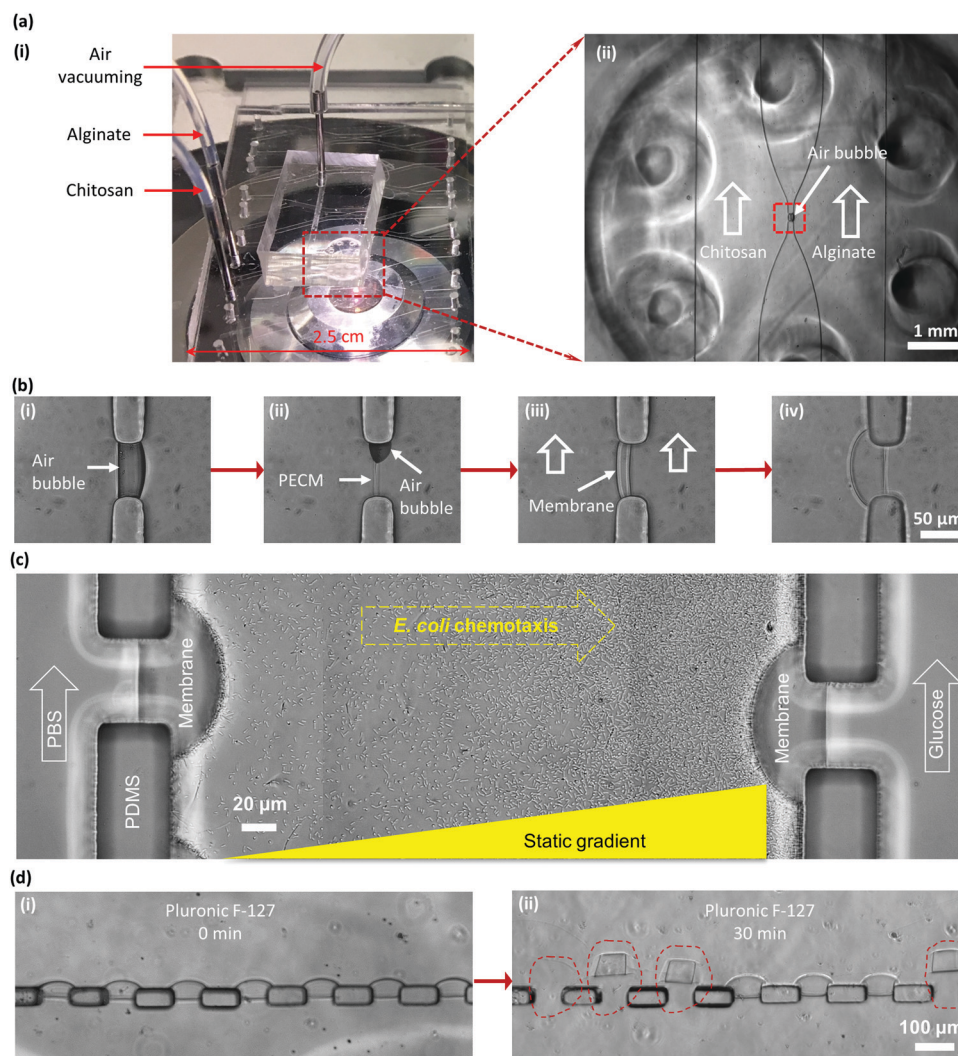 (a)
(i)
Air
vacuuming
Alginate
Chitosan
2.5 cm
(ii)
Air bubble
Chitosan
Alginate
1 mm
(b)
(i)
Air
bubble
(ii)
PECM
Air
bubble
(iii)
Membrane
(iv)
50 µm
(c)
E. coli chemotaxis
PBS
Membrane
PDMS
20 µm
Membrane
Glucose
Static gradient
(d)
(i)
Pluronic F-127
0 min
(ii)
Pluronic F-127
30 min
100 µm